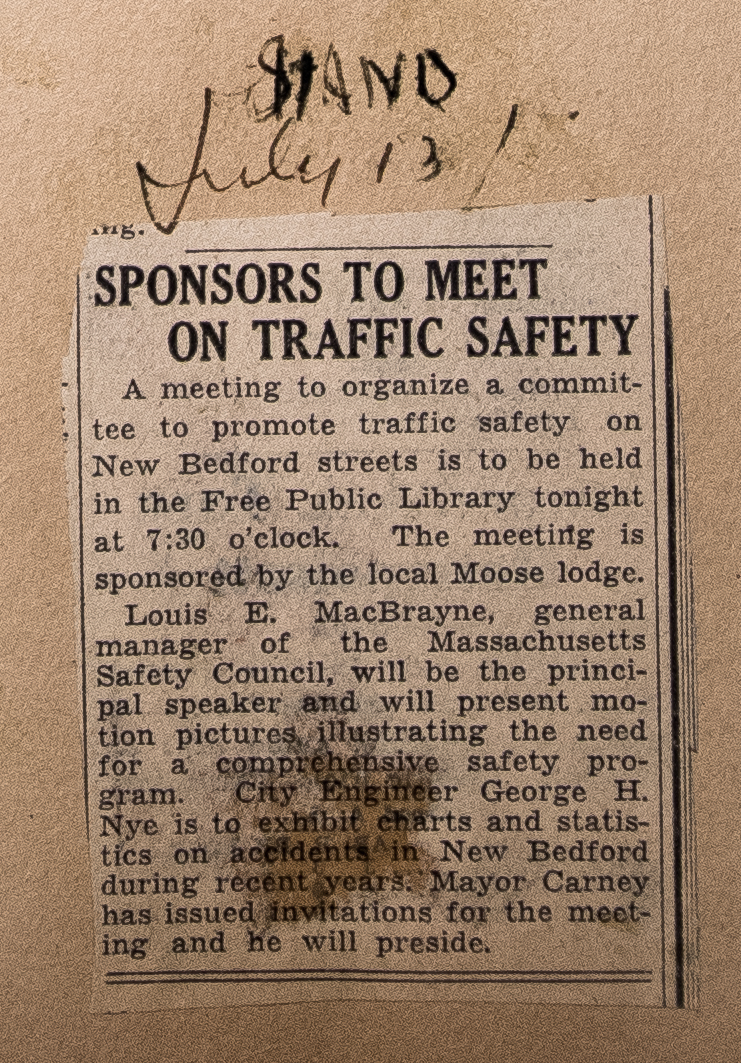 STAND
July 13/.
ing.
SPONSORS TO MEET
ON TRAFFIC SAFETY
A meeting to organize a commit-
tee to promote traffic safety on
New Bedford streets is to be held
in the Free Public Library tonight
at 7:30 o'clock. The meeting is
sponsored by the local Moose lodge.
Louis E. MacBrayne, general
manager of the Massachusetts
Safety Council, will be the princi-
pal speaker and will present mo-
tion pictures illustrating the need
for a comprehensive safety pro-
gram. City Engineer George H.
Nye is to exhibit charts and statis-
tics on accidents in New Bedford
during recent years. Mayor Carney
has issued invitations for the meet-
ing and he will preside.